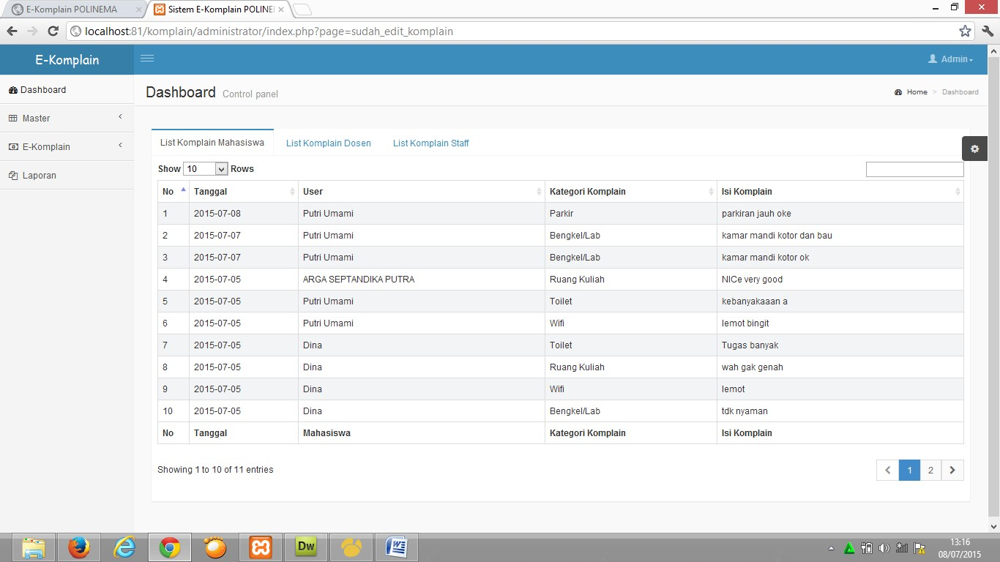 E-Komplain POLINEMA
Sistem E-Komplain POLINE
localhost:81/komplain/administrator/index.php?page=sudah_edit_komplain
E-Komplain
Admin
Dashboard
Dashboard Control panel
Home > Dashboard
Master
E-Komplain
Laporan
List Komplain Mahasiswa List Komplain Dosen List Komplain Staff
Show 10 Rows
No Tanggal User Kategori Komplain Isi Komplain
1 2015-07-08 Putri Umami Parkir parkiran jauh oke
2 2015-07-07 Putri Umami Bengkel/Lab kamar mandi kotor dan bau
3 2015-07-07 Putri Umami Bengkel/Lab kamar mandi kotor ok
4 2015-07-05 ARGA SEPTANDIKA PUTRA Ruang Kuliah NICe very good
5 2015-07-05 Putri Umami Toilet kebanyakaaan a
6 2015-07-05 Putri Umami Wifi lemot bingit
7 2015-07-05 Dina Toilet Tugas banyak
8 2015-07-05 Dina Ruang Kuliah wah gak genah
9 2015-07-05 Dina Wifi lemot
10 2015-07-05 Dina Bengkel/Lab tdk nyaman
No Tanggal Mahasiswa Kategori Komplain Isi Komplain
Showing 1 to 10 of 11 entries
1 2
Dw
13:16
08/07/2015